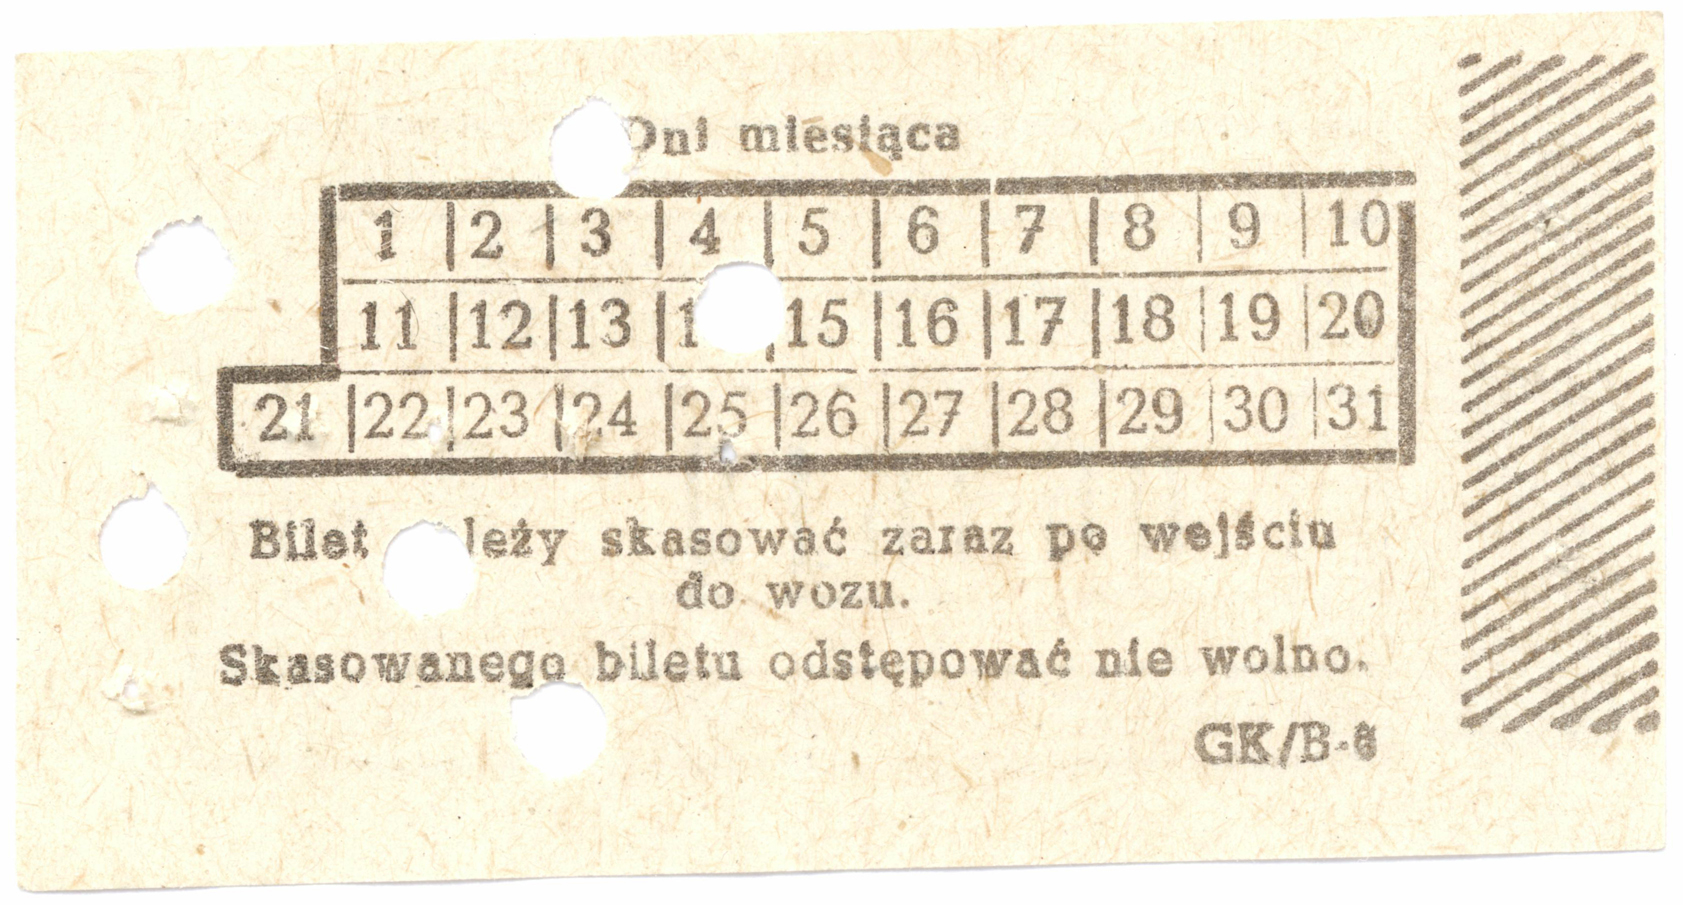 Dni miesiąca
1 2 3 4 5 6 7 8 9 10
11 12 13 15 16 17 18 19 20
21 22 23 24 25 26 27 28 29 30 31
Bilet skasować zaraz po wejściu
do wozu.
Skasowanego biletu odstępować nie wolno.
GK/B-6